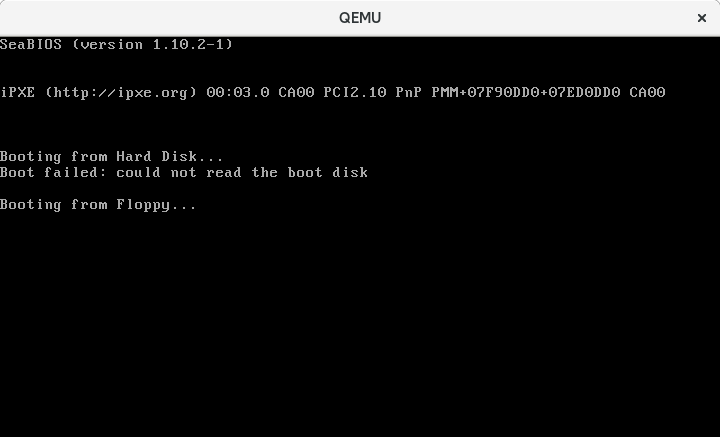 QEMU
SeaBIOS (version 1.10.2-1)
iPXE (http://ipxe.org) 00:03.0 CA00 PCI2.10 PnP PMM+07F90DD0+07ED0DD0 CA00
Booting from Hard Disk...
Boot failed: could not read the boot disk
Booting from Floppy...